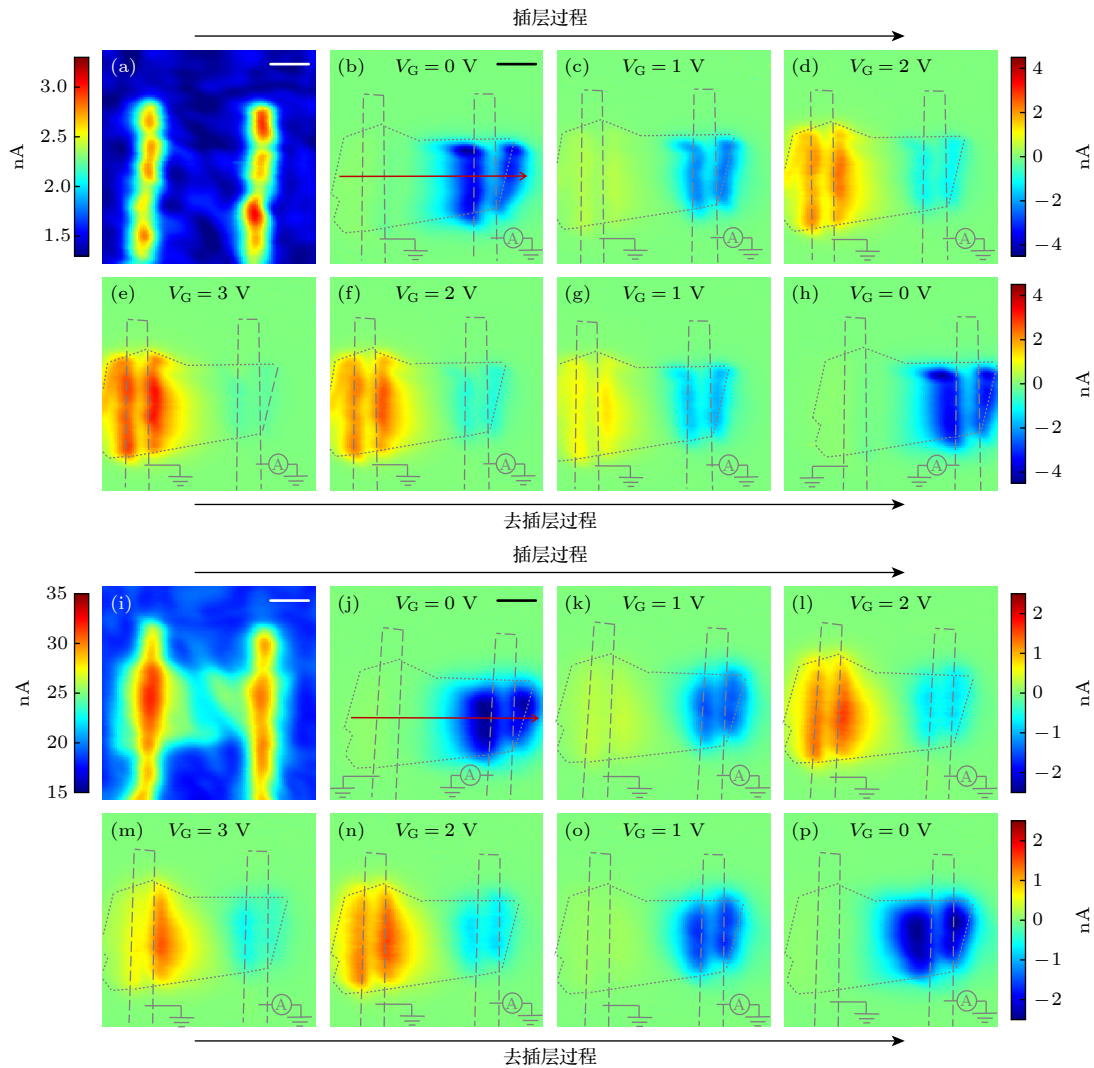 插层过程
(a)
(b) VG = 0 V
(c) VG = 1 V
(d) VG = 2 V
3.0
2.5
2.0
1.5
nA
4
2
0
−2
−4
nA
A
A
A
(e) VG = 3 V
(f) VG = 2 V
(g) VG = 1 V
(h) VG = 0 V
4
2
0
−2
−4
nA
A
A
A
A
去插层过程
插层过程
(i)
(j) VG = 0 V
(k) VG = 1 V
(l) VG = 2 V
35
30
25
20
15
nA
2
1
0
−1
−2
nA
A
A
A
(m) VG = 3 V
(n) VG = 2 V
(o) VG = 1 V
(p) VG = 0 V
2
1
0
−1
−2
nA
A
A
A
A
去插层过程